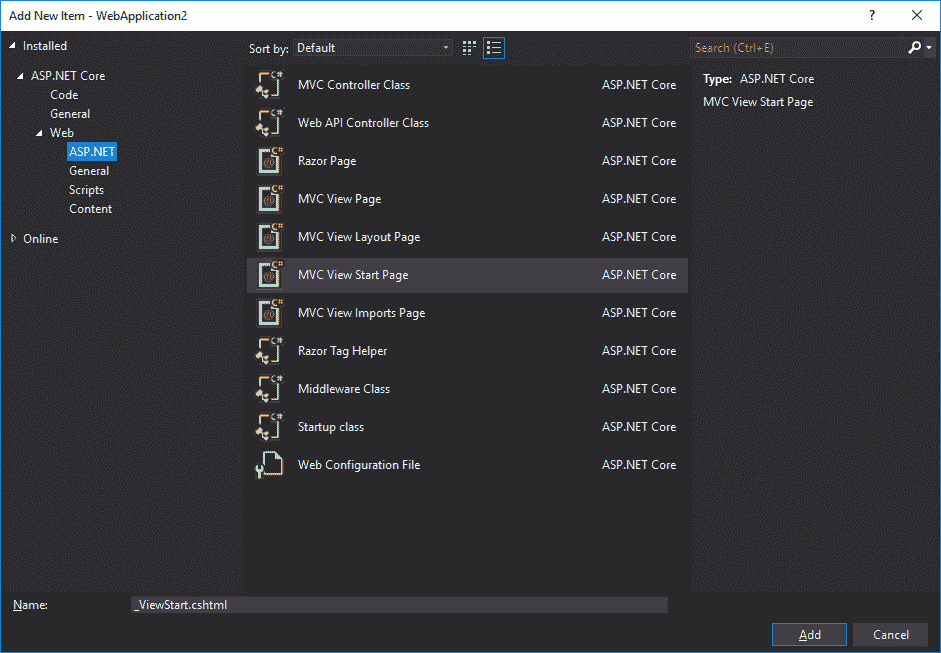 Add New Item - WebApplication2
?
Installed
Sort by: Default
Search (Ctrl+E)
ASP.NET Core
Code
General
Web
ASP.NET
General
Scripts
Content
Online
MVC Controller Class ASP.NET Core
Web API Controller Class ASP.NET Core
Razor Page ASP.NET Core
MVC View Page ASP.NET Core
MVC View Layout Page ASP.NET Core
MVC View Start Page ASP.NET Core
MVC View Imports Page ASP.NET Core
Razor Tag Helper ASP.NET Core
Middleware Class ASP.NET Core
Startup class ASP.NET Core
Web Configuration File ASP.NET Core
Type: ASP.NET Core
MVC View Start Page
Name: _ViewStart.cshtml
Add Cancel